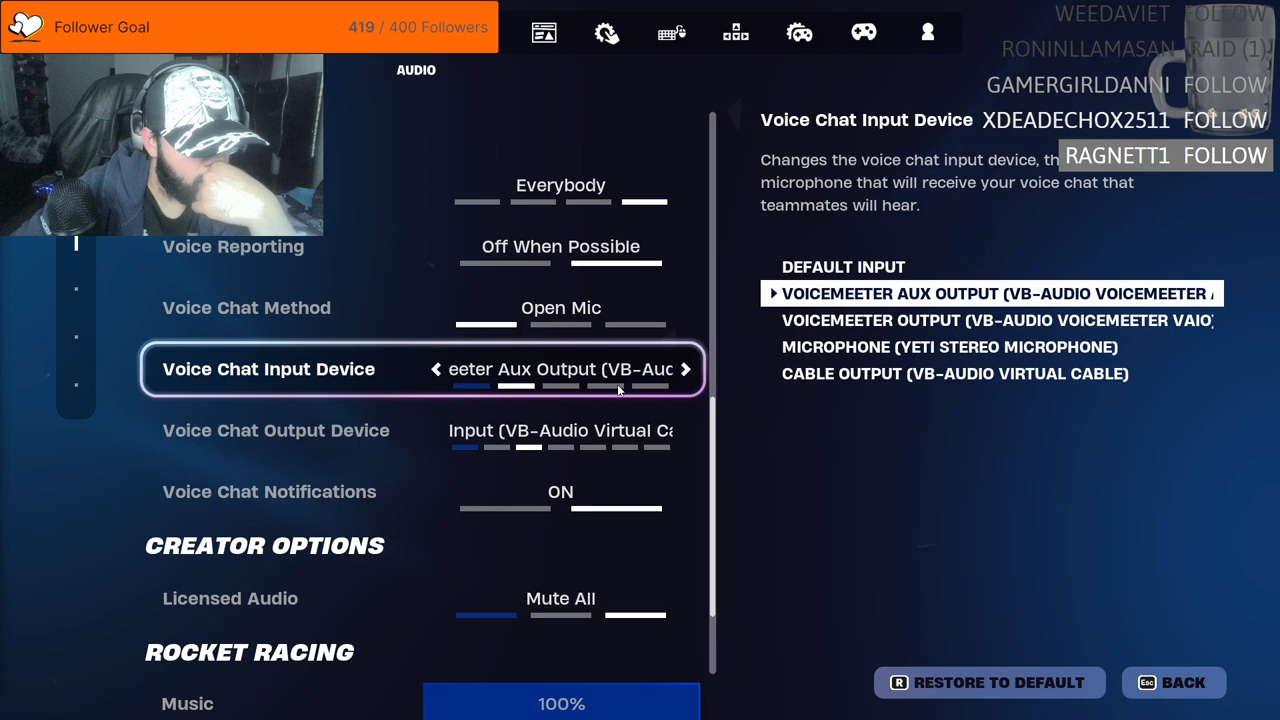 Follower Goal
419 / 400 Followers
WEEDAVIET FOLLOW
RONINLLAMASAN RAID (1)
GAMERGIRLDANNI FOLLOW
XDEADECHOX2511 FOLLOW
RAGNETT1 FOLLOW
AUDIO
Everybody
Voice Reporting
Off When Possible
Voice Chat Method
Open Mic
Voice Chat Input Device
eeter Aux Output (VB-Aud
Voice Chat Output Device
Input (VB-Audio Virtual Ca
Voice Chat Notifications
ON
CREATOR OPTIONS
Licensed Audio
Mute All
ROCKET RACING
Music
100%
Voice Chat Input Device
Changes the voice chat input device, th
microphone that will receive your voice chat that
teammates will hear.
DEFAULT INPUT
VOICEMEETER AUX OUTPUT (VB-AUDIO VOICEMEETER
VOICEMEETER OUTPUT (VB-AUDIO VOICEMEETER VAIO)
MICROPHONE (YETI STEREO MICROPHONE)
CABLE OUTPUT (VB-AUDIO VIRTUAL CABLE)
R RESTORE TO DEFAULT
Esc BACK